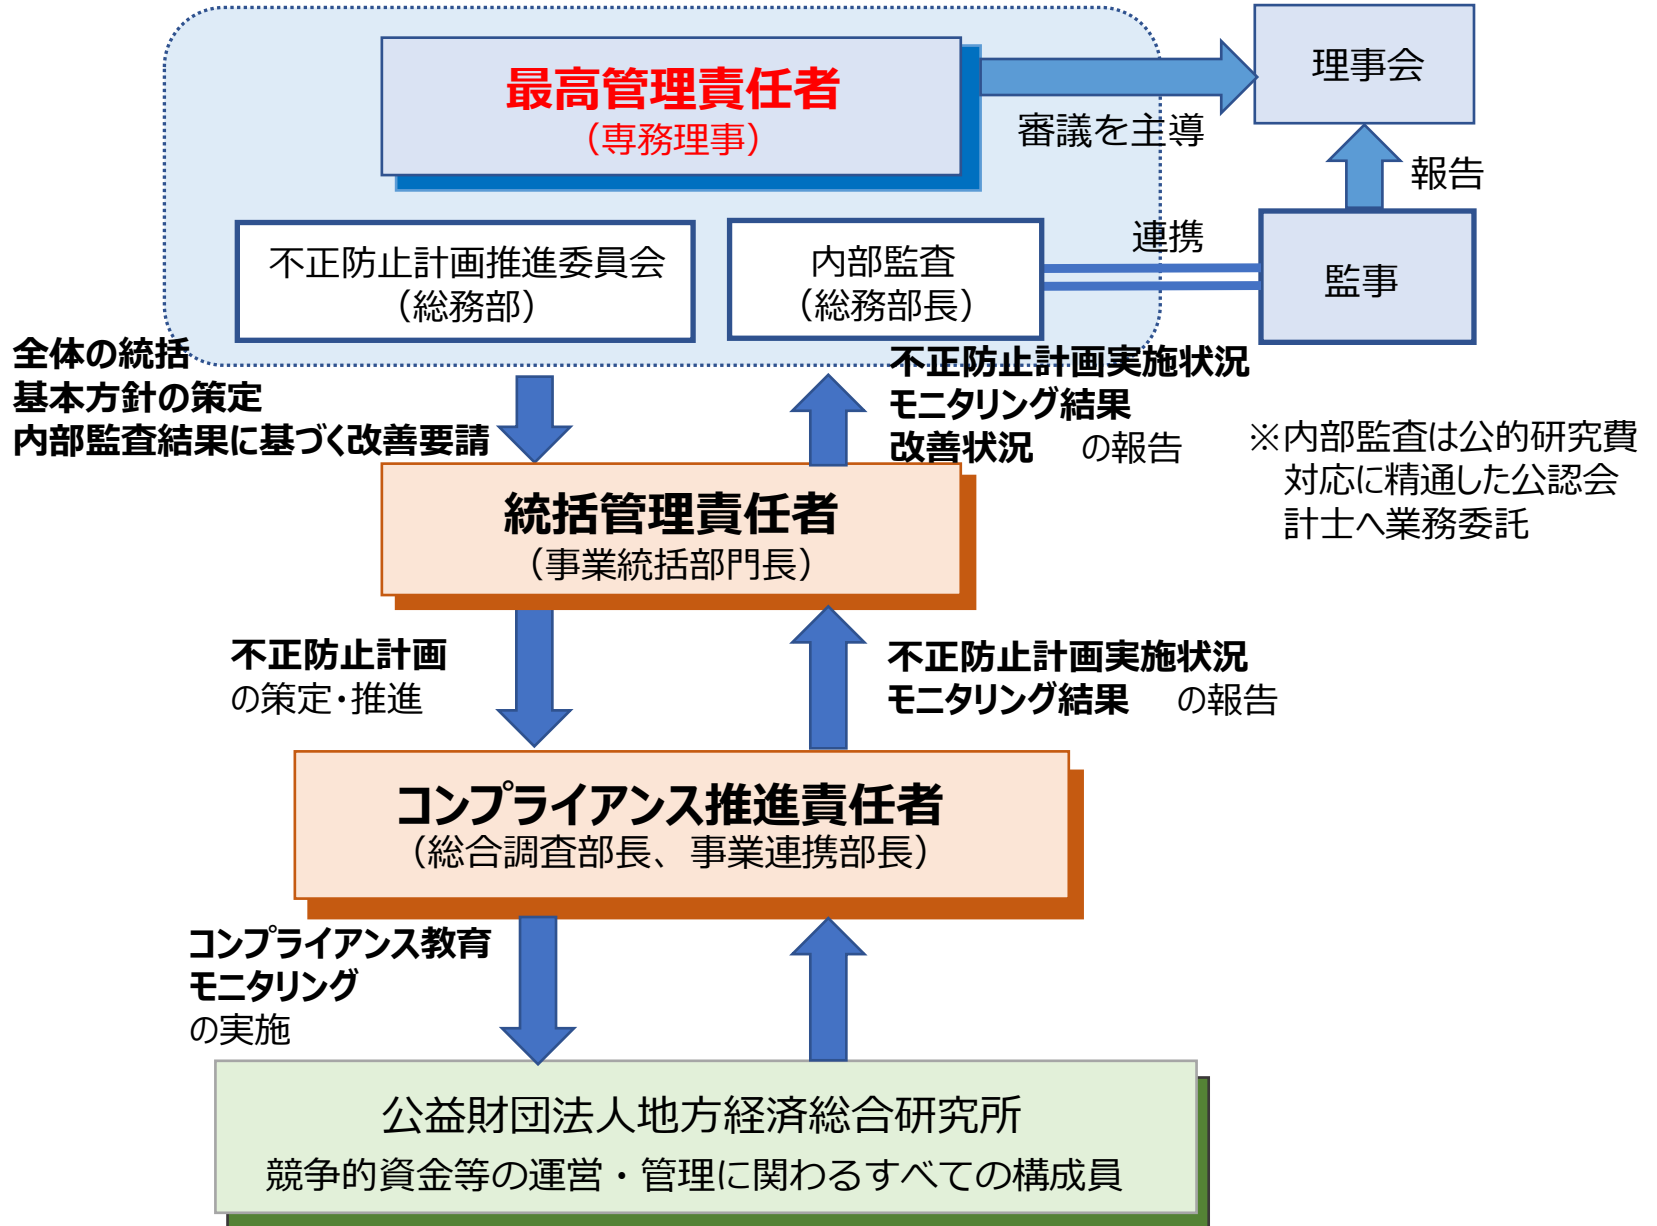 最高管理責任者
（専務理事）
理事会
審議を主導
報告
不正防止計画推進委員会
（総務部）
内部監査
（総務部長）
連携
監事
全体の統括
基本方針の策定
内部監査結果に基づく改善要請
不正防止計画実施状況
モニタリング結果
改善状況　の報告
※内部監査は公的研究費
対応に精通した公認会
計士へ業務委託
統括管理責任者
（事業統括部門長）
不正防止計画
の策定・推進
不正防止計画実施状況
モニタリング結果　の報告
コンプライアンス推進責任者
（総合調査部長、事業連携部長）
コンプライアンス教育
モニタリング
の実施
公益財団法人地方経済総合研究所
競争的資金等の運営・管理に関わるすべての構成員